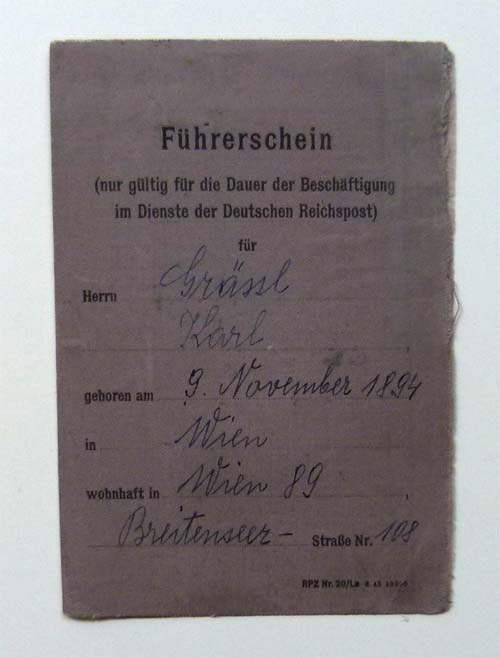 Führerschein
(nur gültig für die Dauer der Beschäftigung
im Dienste der Deutschen Reichspost)
für
Herrn Grässl
Karl
geboren am 9. November 1894
in Wien
wohnhaft in Wien 89
Breitenseer- Straße Nr. 108
RPZ Nr. 20/Lm